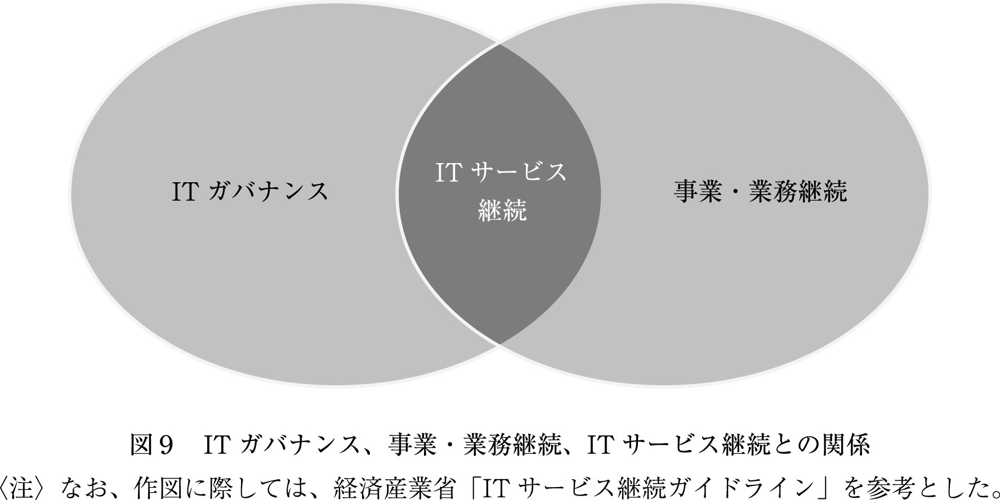 IT ガバナンス
IT サービス
継続
事業・業務継続
図９　IT ガバナンス、事業・業務継続、IT サービス継続との関係
〈注〉なお、作図に際しては、経済産業省「IT サービス継続ガイドライン」を参考とした。